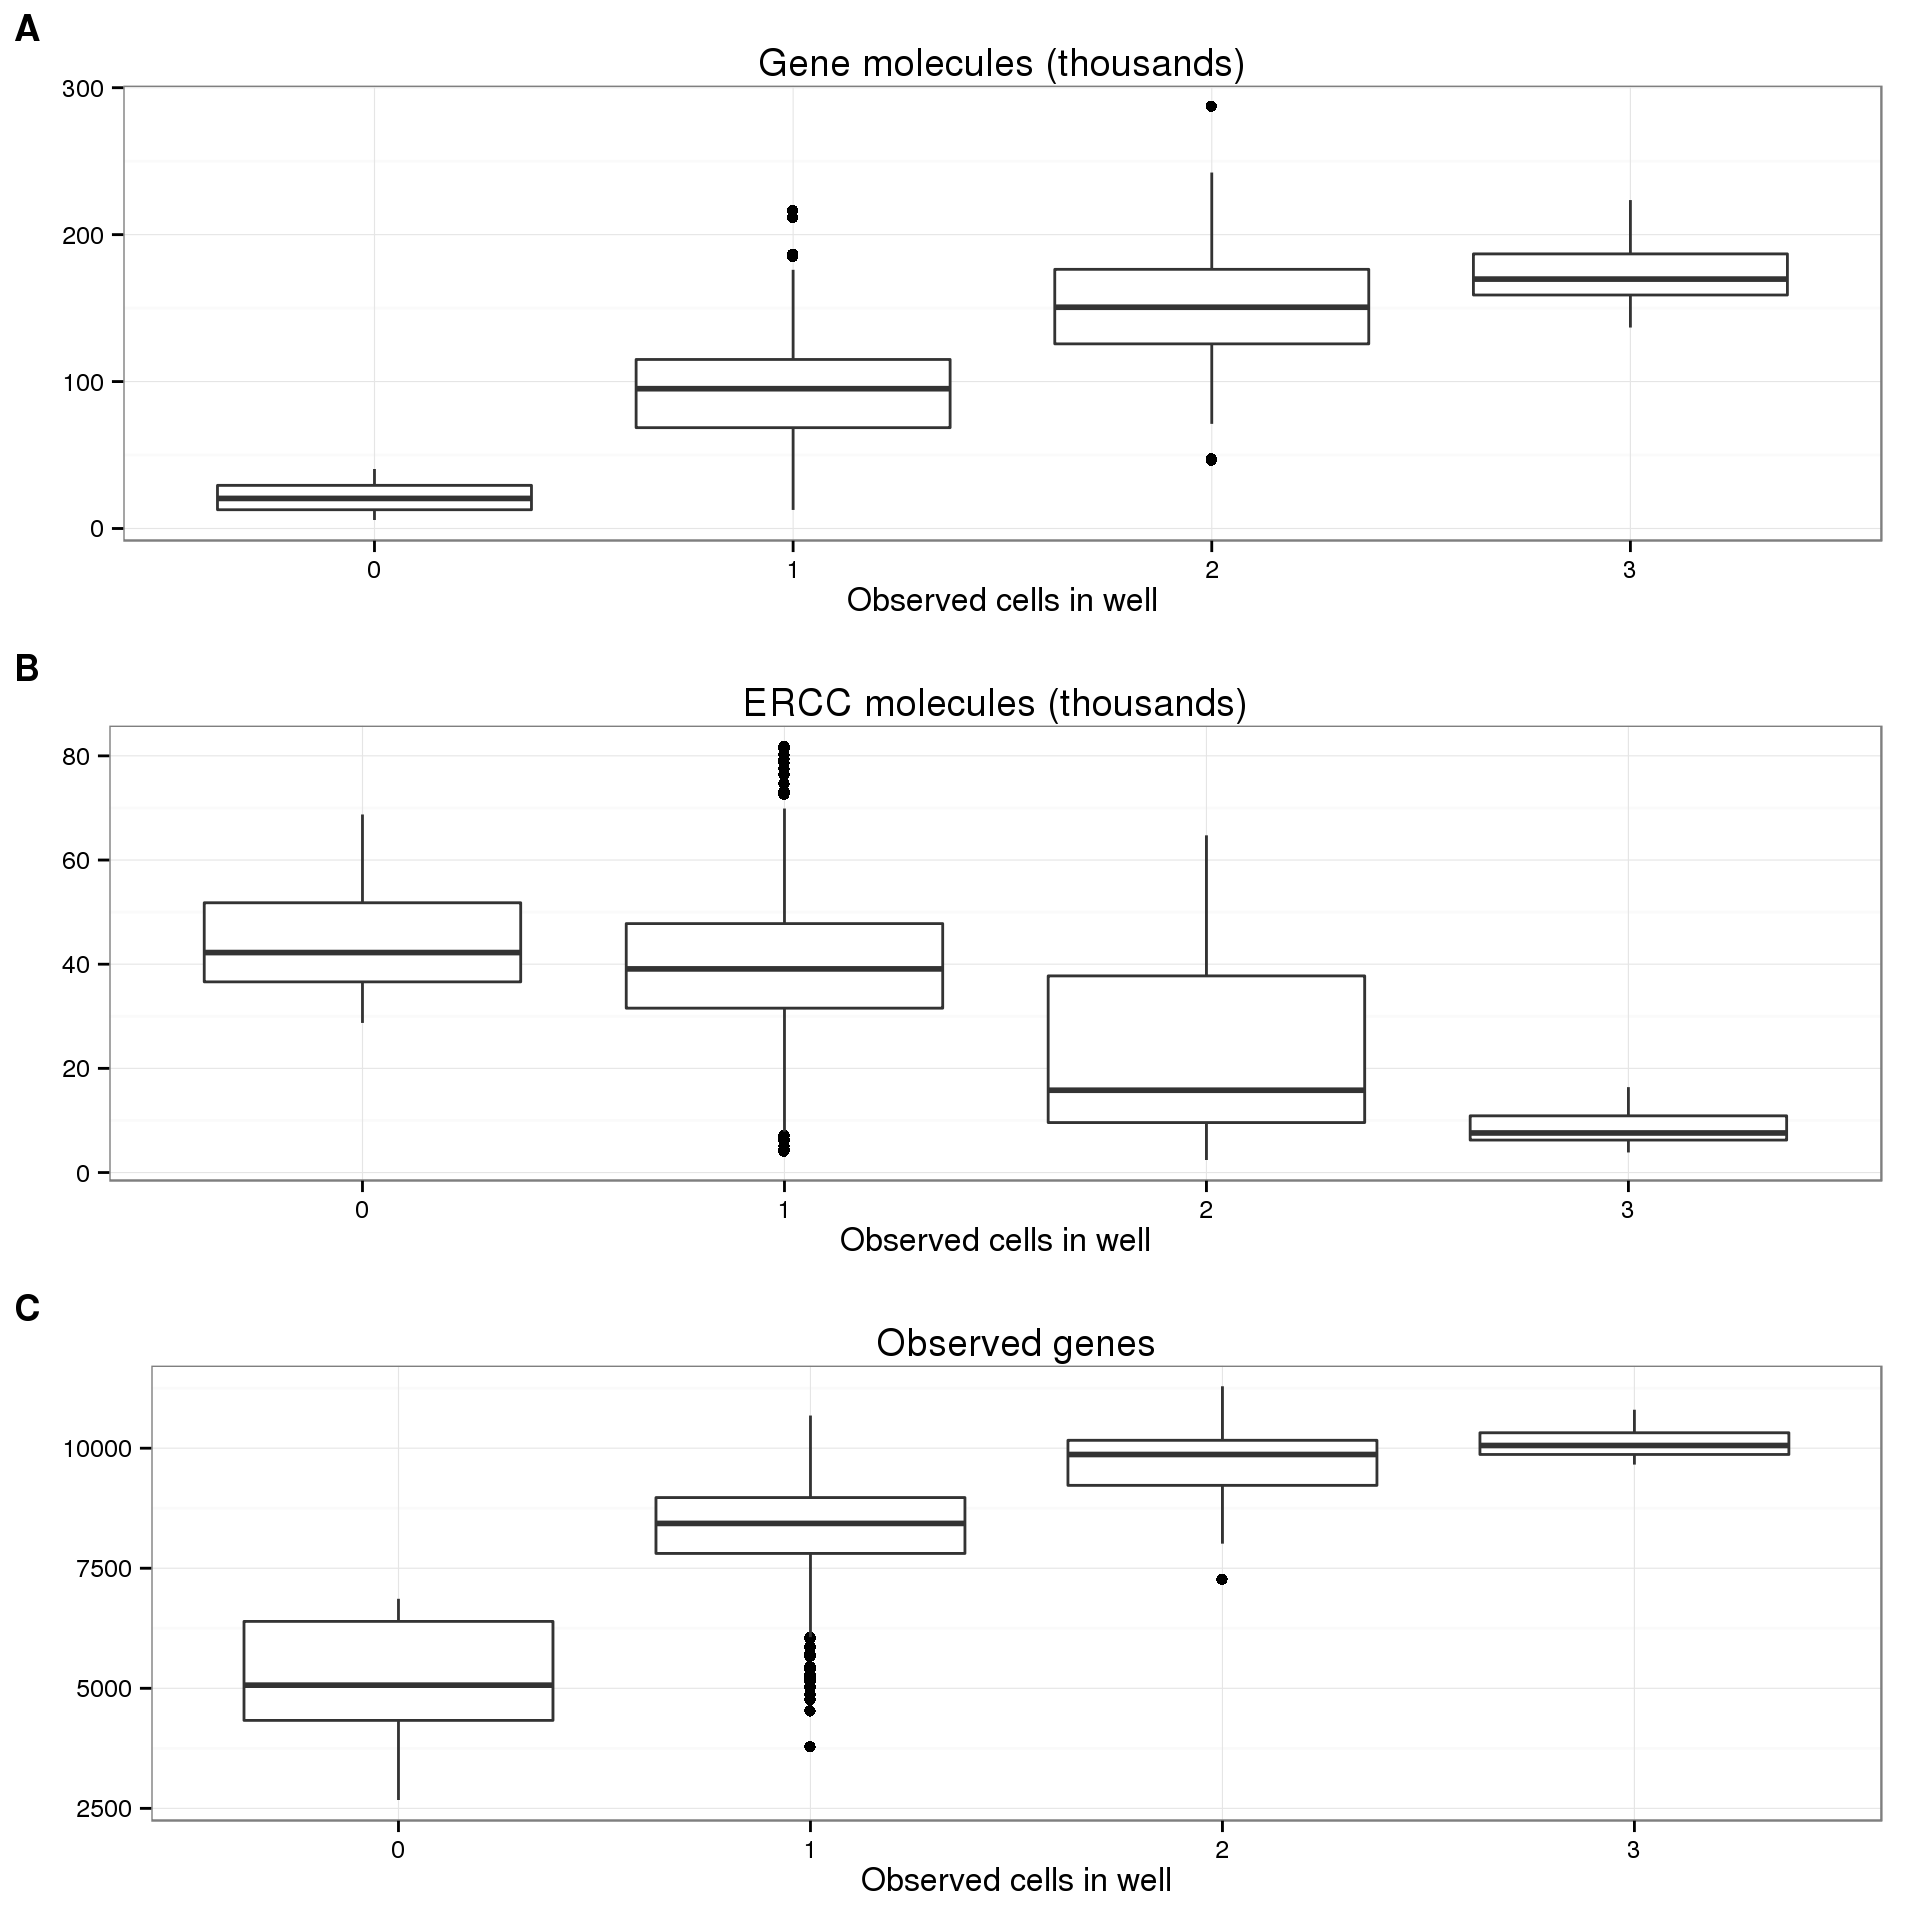 A
Gene molecules (thousands)
300
200
100
0
0 1 2 3
Observed cells in well
B
ERCC molecules (thousands)
80
60
40
20
0
0 1 2 3
Observed cells in well
C
Observed genes
10000
7500
5000
2500
0 1 2 3
Observed cells in well